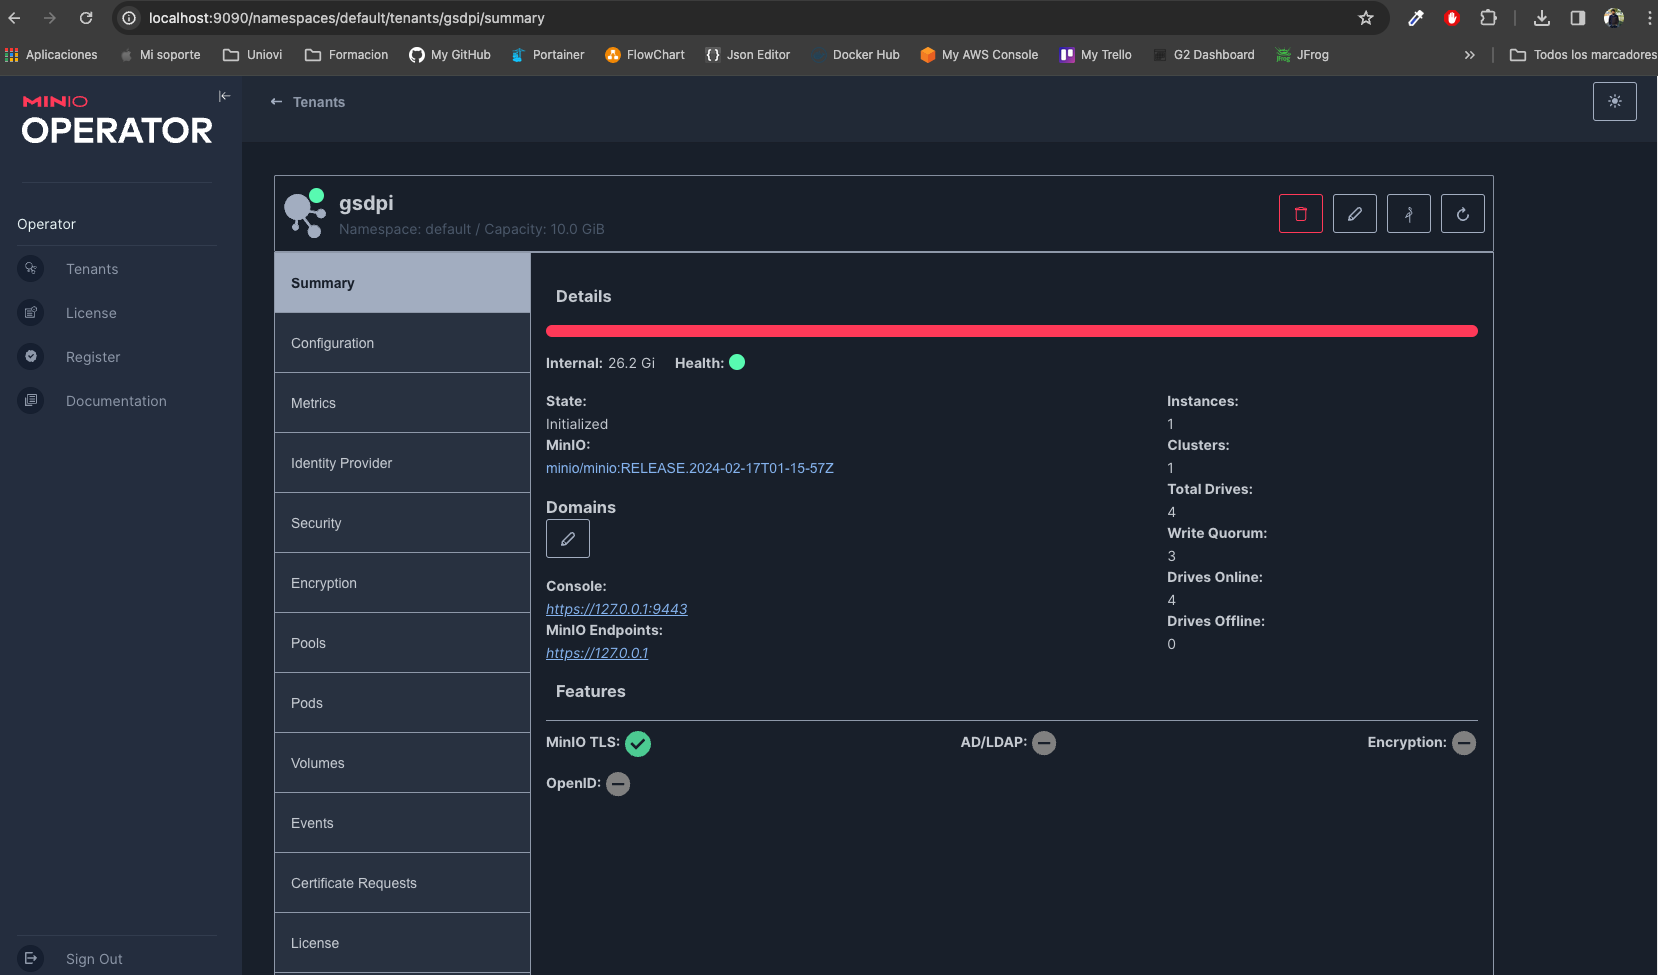 localhost:9090/namespaces/default/tenants/gsdpi/summary
Aplicaciones
Mi soporte
Uniovi
Formacion
My GitHub
Portainer
FlowChart
Json Editor
Docker Hub
My AWS Console
My Trello
G2 Dashboard
JFrog
»
Todos los marcadores
MINIO
OPERATOR
Operator
Tenants
License
Register
Documentation
Sign Out
← Tenants
gsdpi
Namespace: default / Capacity: 10.0 GiB
Summary
Configuration
Metrics
Identity Provider
Security
Encryption
Pools
Pods
Volumes
Events
Certificate Requests
License
Details
Internal: 26.2 Gi Health:
State:
Initialized
MinIO:
minio/minio:RELEASE.2024-02-17T01-15-57Z
Domains
Console:
https://127.0.0.1:9443
MinIO Endpoints:
https://127.0.0.1
Instances:
1
Clusters:
1
Total Drives:
4
Write Quorum:
3
Drives Online:
4
Drives Offline:
0
Features
MinIO TLS:
AD/LDAP:
Encryption:
OpenID: